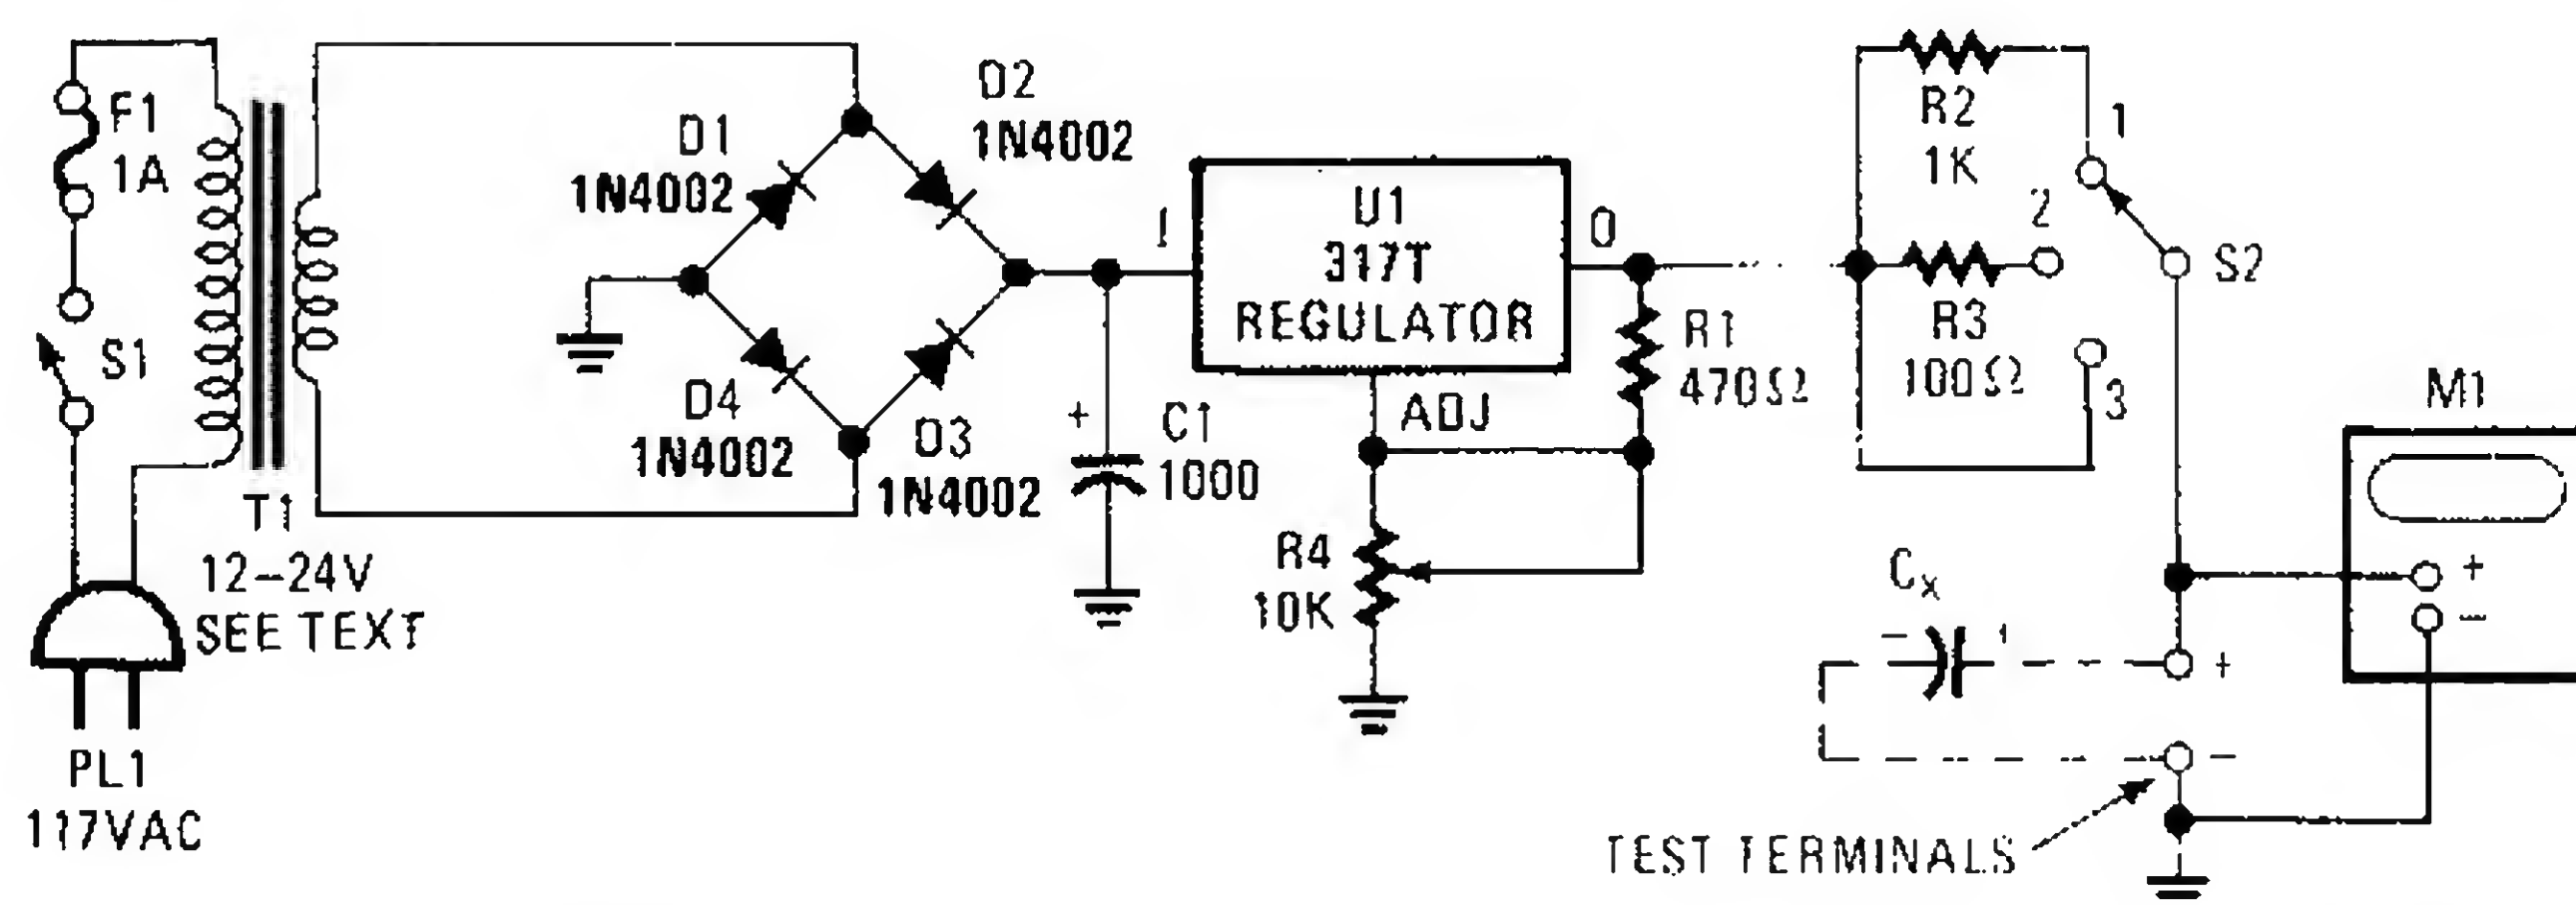 F1
1A
S1
T1
12–24V
SEE TEXT
PL1
117VAC
D1
1N4002
D2
1N4002
D4
1N4002
D3
1N4002
+
C1
1000
I
U1
317T
REGULATOR
O
ADJ
R1
470Ω
R4
10K
R2
1K
1
2
R3
100Ω
3
S2
M1
+
–
Cx
–
+
–
TEST TERMINALS